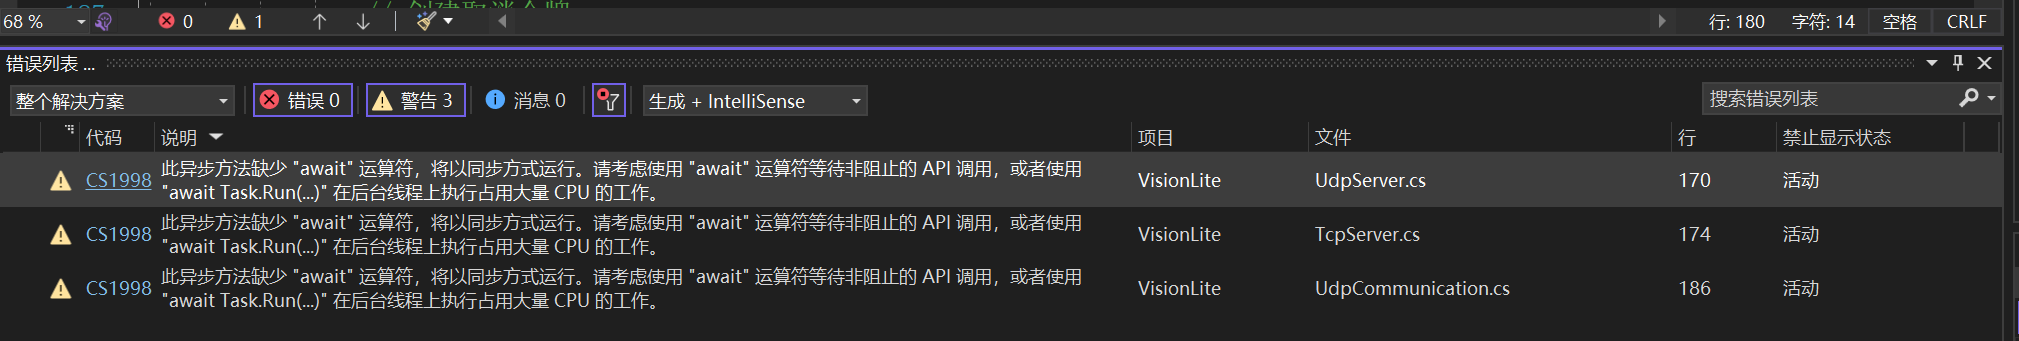 68 %
0
1
行: 180
字符: 14
空格
CRLF
错误列表 ...
整个解决方案
错误 0
警告 3
消息 0
生成 + IntelliSense
搜索错误列表
代码
说明
项目
文件
行
禁止显示状态
CS1998
此异步方法缺少 "await" 运算符，将以同步方式运行。请考虑使用 "await" 运算符等待非阻止的 API 调用，或者使用
"await Task.Run(...)" 在后台线程上执行占用大量 CPU 的工作。
VisionLite
UdpServer.cs
170
活动
CS1998
此异步方法缺少 "await" 运算符，将以同步方式运行。请考虑使用 "await" 运算符等待非阻止的 API 调用，或者使用
"await Task.Run(...)" 在后台线程上执行占用大量 CPU 的工作。
VisionLite
TcpServer.cs
174
活动
CS1998
此异步方法缺少 "await" 运算符，将以同步方式运行。请考虑使用 "await" 运算符等待非阻止的 API 调用，或者使用
"await Task.Run(...)" 在后台线程上执行占用大量 CPU 的工作。
VisionLite
UdpCommunication.cs
186
活动